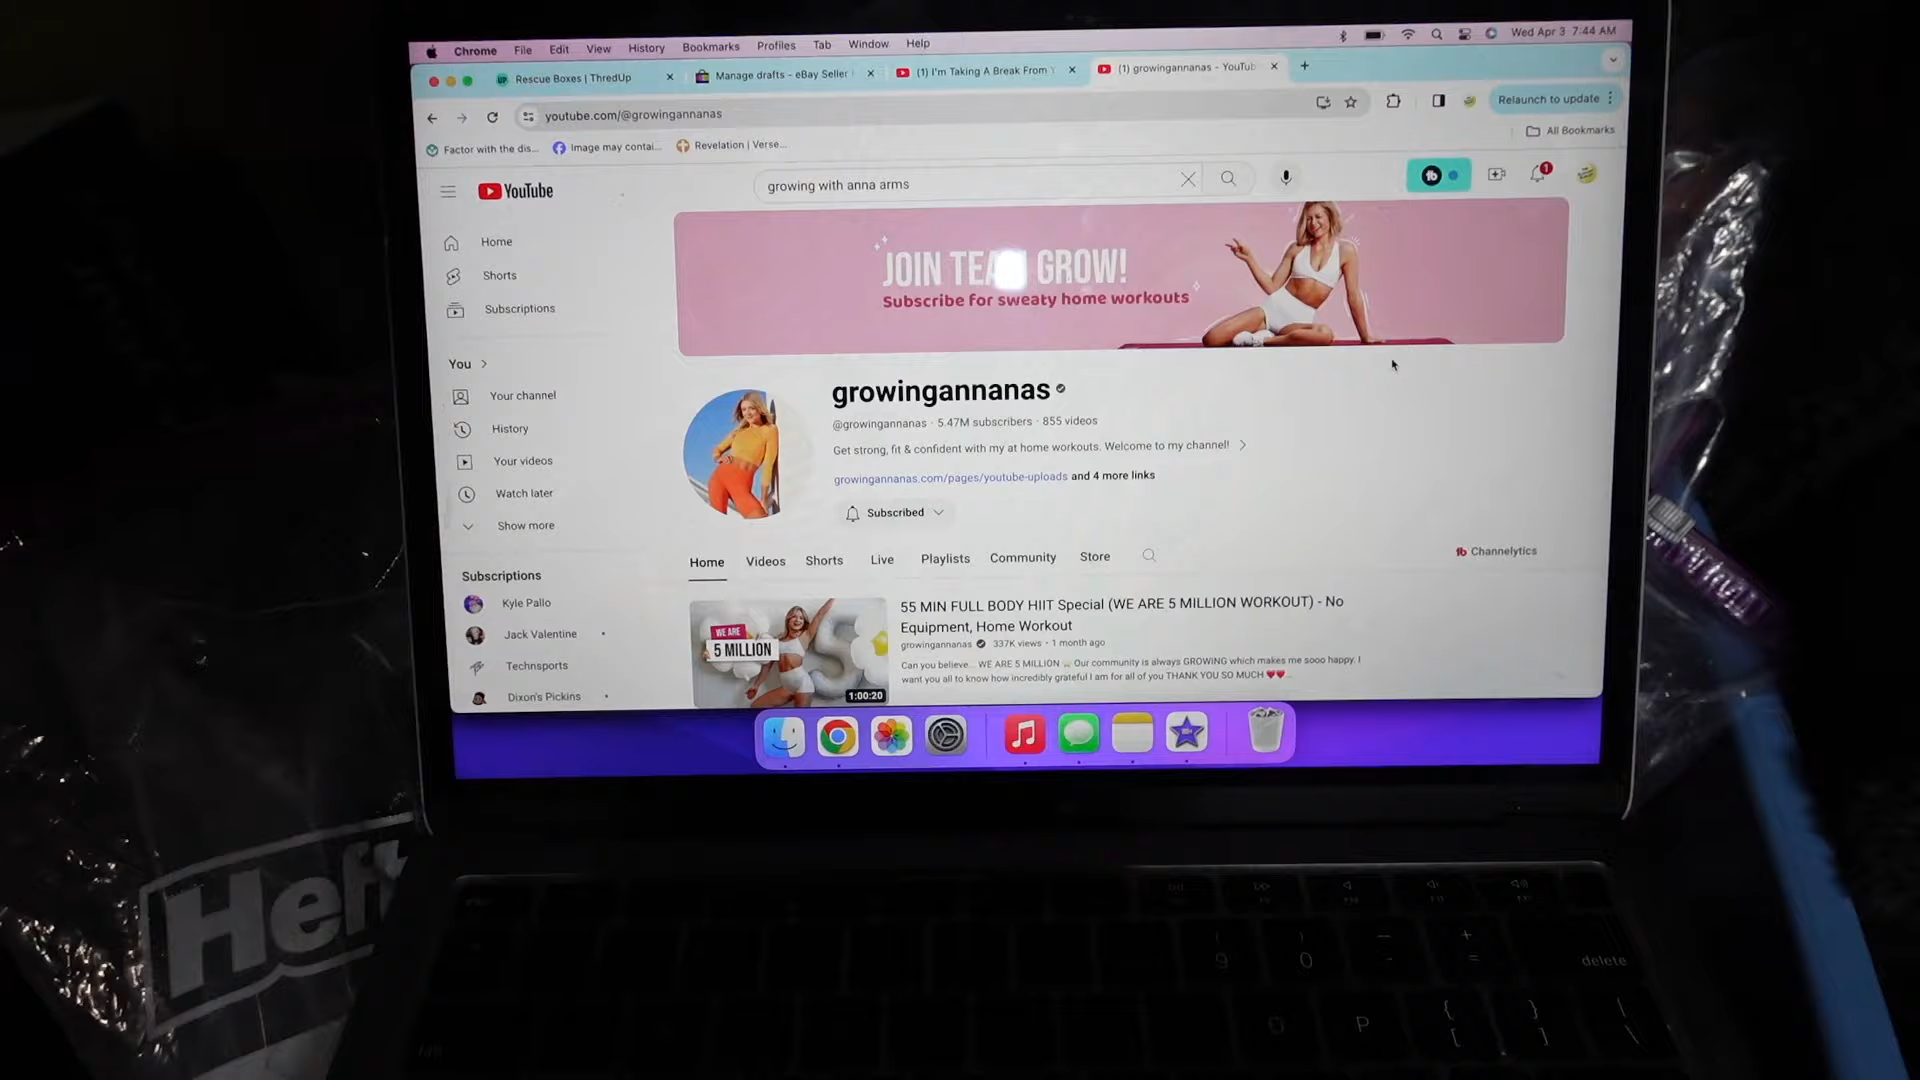 Chrome File Edit View History Bookmarks Profiles Tab Window Help Wed Apr 3 7:44 AM
Rescue Boxes | ThredUp Manage drafts - eBay Seller (1) I'm Taking A Break From Y (1) growingannanas - YouTub
youtube.com/@growingannanas Relaunch to update
Factor with the dis... Image may contai... Revelation | Verse... All Bookmarks
YouTube growing with anna arms 1
Home
Shorts
Subscriptions
You
Your channel
History
Your videos
Watch later
Show more
Subscriptions
Kyle Pallo
Jack Valentine
Technsports
Dixon's Pickins
JOIN TEAM GROW!
Subscribe for sweaty home workouts
growingannanas
@growingannanas · 5.47M subscribers · 855 videos
Get strong, fit & confident with my at home workouts. Welcome to my channel!
growingannanas.com/pages/youtube-uploads and 4 more links
Subscribed
Home Videos Shorts Live Playlists Community Store
Channelytics
WE ARE
5 MILLION
1:00:20
55 MIN FULL BODY HIIT Special (WE ARE 5 MILLION WORKOUT) - No
Equipment, Home Workout
growingannanas 337K views · 1 month ago
Can you believe... WE ARE 5 MILLION Our community is always GROWING which makes me sooo happy. I
want you all to know how incredibly grateful I am for all of you THANK YOU SO MUCH ❤❤...
Heft
( ) — +
9 0 - = delete
P { [ } ] | \